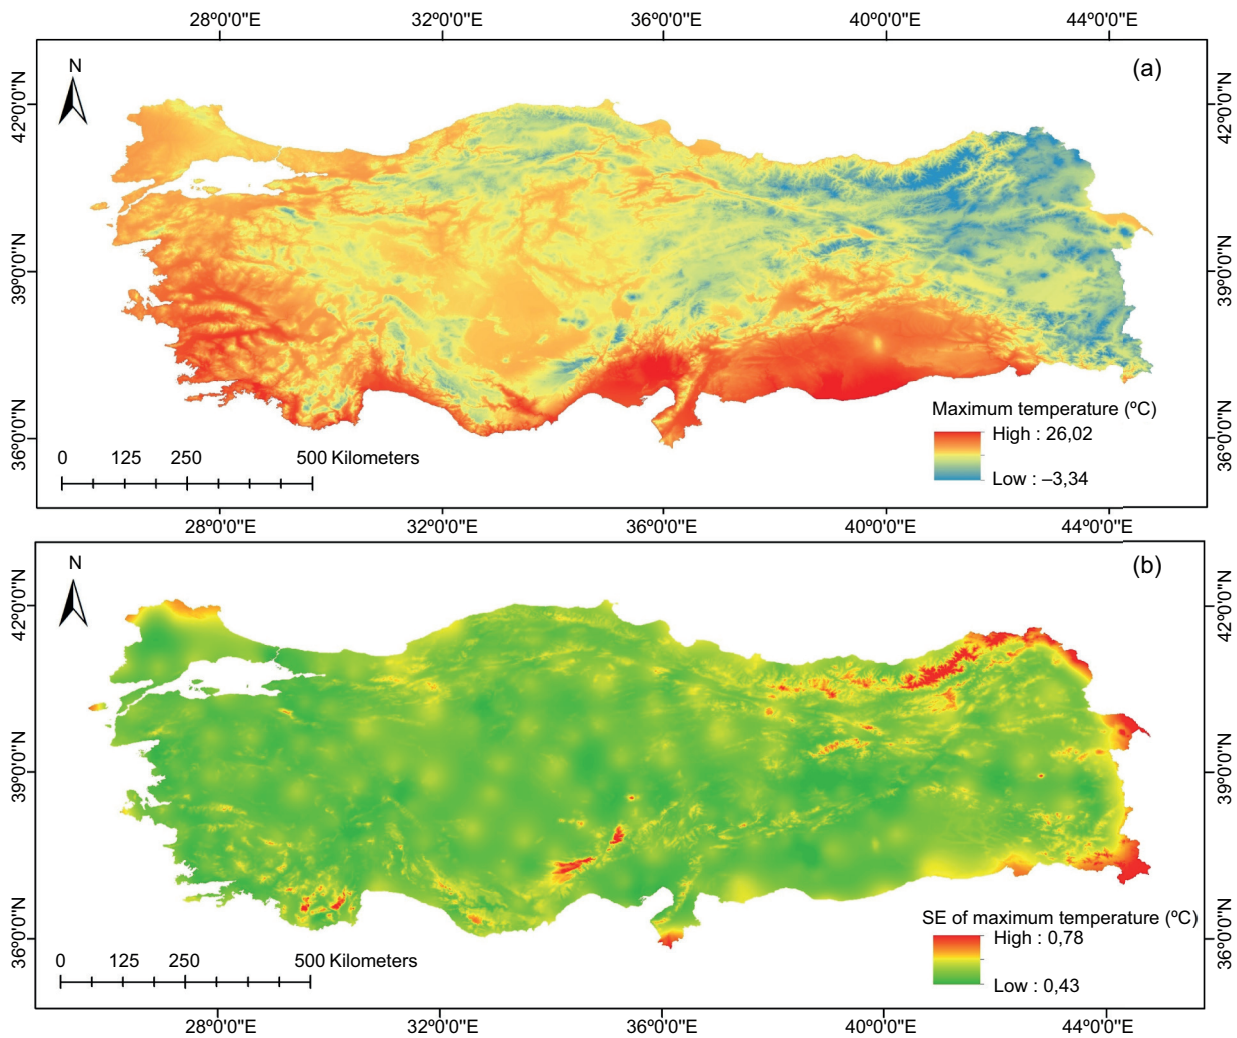 28º0'0"E 32º0'0"E 36º0'0"E 40º0'0"E 44º0'0"E
N
(a)
42º0'0"N
42º0'0"N
39º0'0"N
39º0'0"N
36º0'0"N
36º0'0"N
Maximum temperature (ºC)
High : 26,02
Low : –3,34
0 125 250 500 Kilometers
28º0'0"E 32º0'0"E 36º0'0"E 40º0'0"E 44º0'0"E
N
(b)
42º0'0"N
42º0'0"N
39º0'0"N
39º0'0"N
36º0'0"N
36º0'0"N
SE of maximum temperature (ºC)
High : 0,78
Low : 0,43
0 125 250 500 Kilometers
28º0'0"E 32º0'0"E 36º0'0"E 40º0'0"E 44º0'0"E